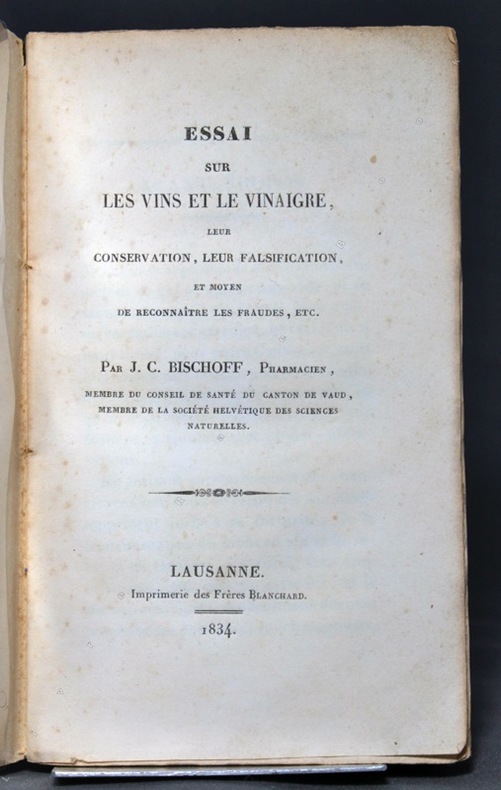 ESSAI
SUR
LES VINS ET LE VINAIGRE,
LEUR
CONSERVATION, LEUR FALSIFICATION,
ET MOYEN
DE RECONNAÎTRE LES FRAUDES, ETC.
PAR J. C. BISCHOFF, PHARMACIEN,
MEMBRE DU CONSEIL DE SANTÉ DU CANTON DE VAUD,
MEMBRE DE LA SOCIÉTÉ HELVÉTIQUE DES SCIENCES
NATURELLES.
LAUSANNE.
Imprimerie des Frères BLANCHARD.
1834.